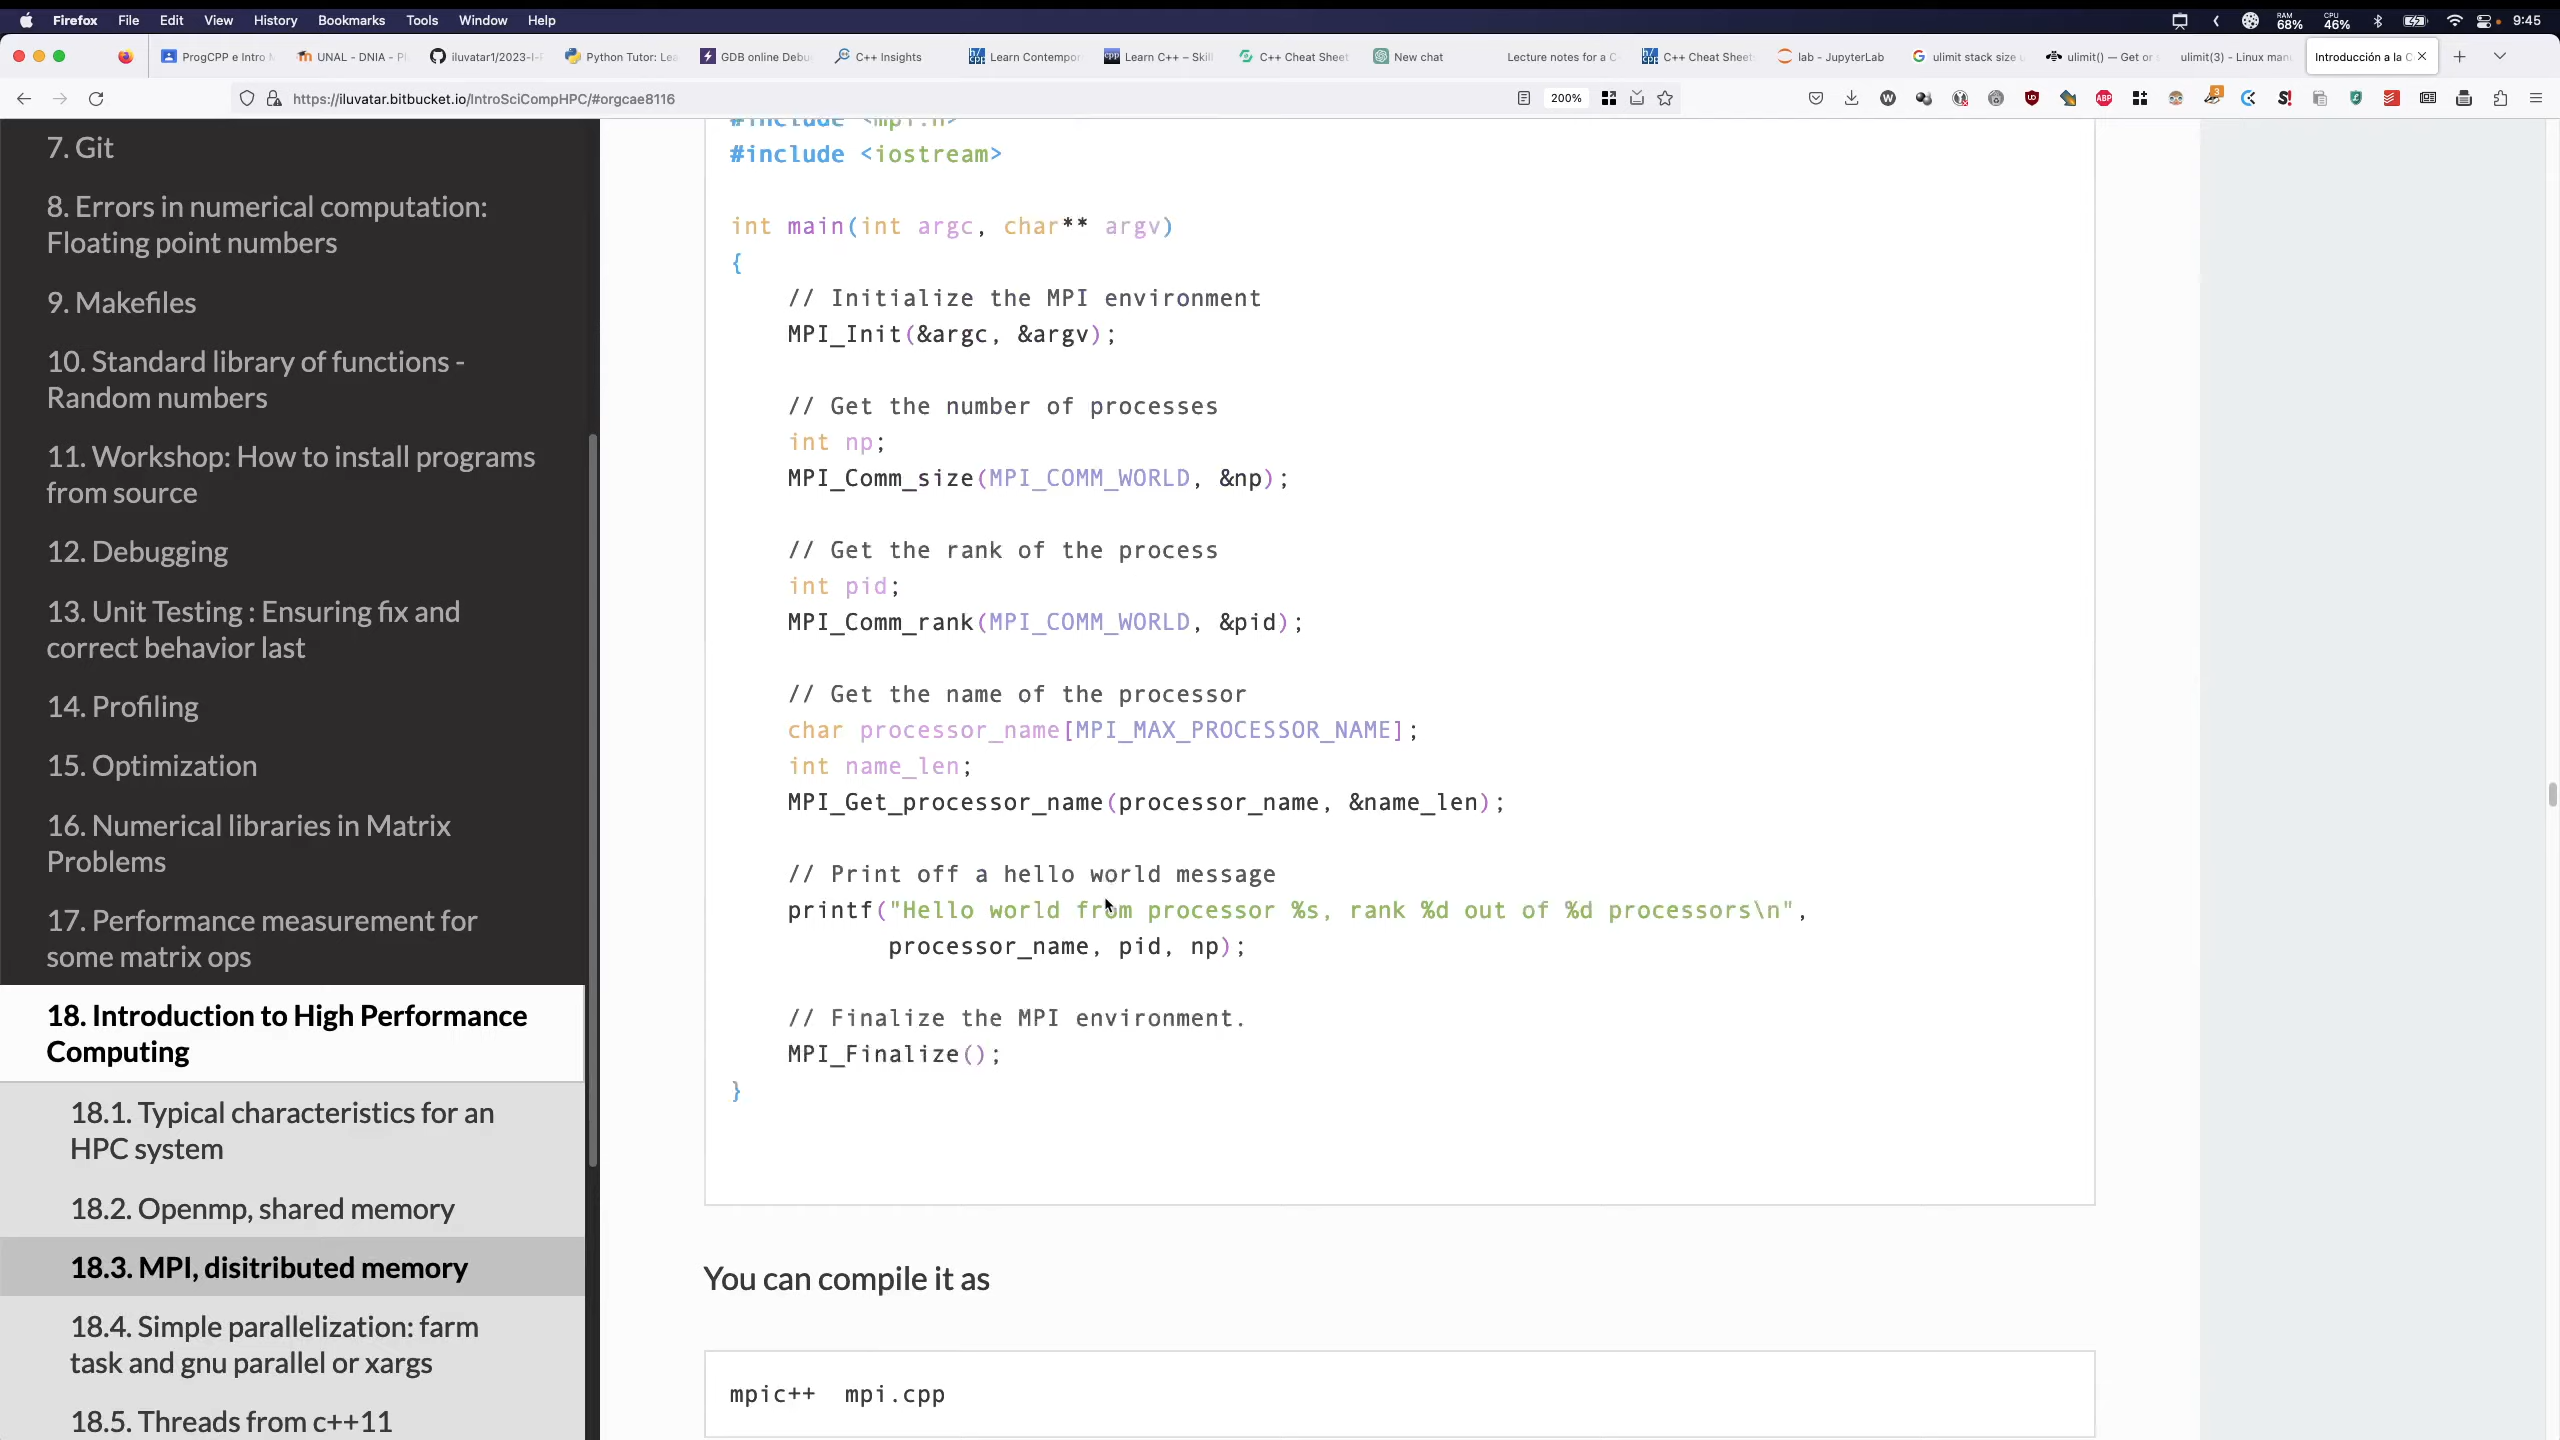 Firefox File Edit View History Bookmarks Tools Window Help
RAM 68% CPU 46% 9:45
ProgCPP e Intro
UNAL - DNIA - Pl
iluvatar1/2023-I-
Python Tutor: Lea
GDB online Debu
C++ Insights
Learn Contempor
Learn C++ – Skill
C++ Cheat Sheet
New chat
Lecture notes for a C
C++ Cheat Sheet
lab - JupyterLab
ulimit stack size
ulimit() — Get or
ulimit(3) - Linux man
Introducción a la C
https://iluvatar.bitbucket.io/IntroSciCompHPC/#orgcae8116
200%
7. Git
8. Errors in numerical computation:
Floating point numbers
9. Makefiles
10. Standard library of functions -
Random numbers
11. Workshop: How to install programs
from source
12. Debugging
13. Unit Testing : Ensuring fix and
correct behavior last
14. Profiling
15. Optimization
16. Numerical libraries in Matrix
Problems
17. Performance measurement for
some matrix ops
18. Introduction to High Performance
Computing
18.1. Typical characteristics for an
HPC system
18.2. Openmp, shared memory
18.3. MPI, disitributed memory
18.4. Simple parallelization: farm
task and gnu parallel or xargs
18.5. Threads from c++11
#include <mpi.h>
#include <iostream>
int main(int argc, char** argv)
{
// Initialize the MPI environment
MPI_Init(&argc, &argv);
// Get the number of processes
int np;
MPI_Comm_size(MPI_COMM_WORLD, &np);
// Get the rank of the process
int pid;
MPI_Comm_rank(MPI_COMM_WORLD, &pid);
// Get the name of the processor
char processor_name[MPI_MAX_PROCESSOR_NAME];
int name_len;
MPI_Get_processor_name(processor_name, &name_len);
// Print off a hello world message
printf("Hello world from processor %s, rank %d out of %d processors\n",
processor_name, pid, np);
// Finalize the MPI environment.
MPI_Finalize();
}
You can compile it as
mpic++ mpi.cpp